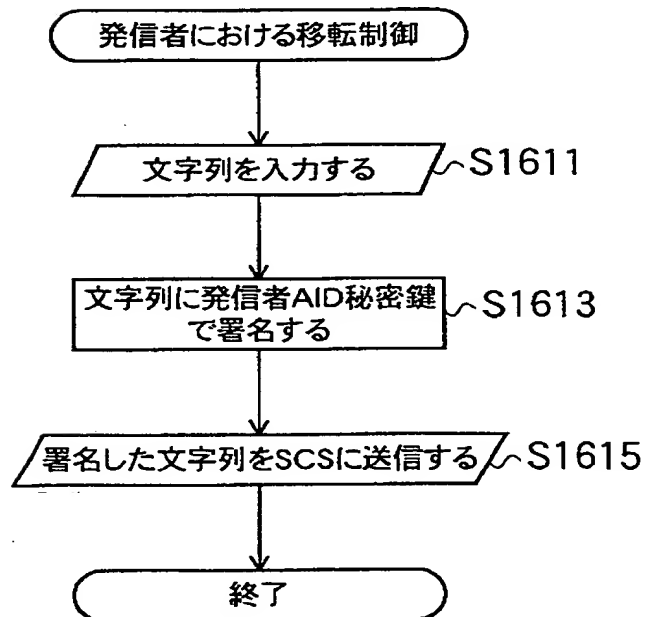 発信者における移転制御
文字列を入力する
S1611
文字列に発信者AID秘密鍵
で署名する
S1613
署名した文字列をSCSに送信する
S1615
終了